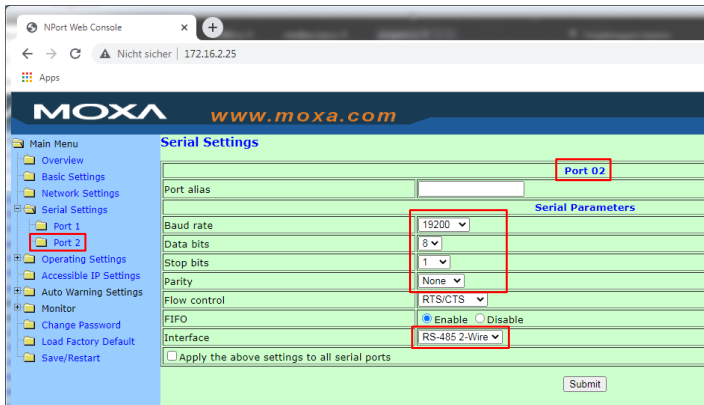 NPort Web Console
Nicht sicher | 172.16.2.25
Apps
MOXA www.moxa.com
Main Menu
Overview
Basic Settings
Network Settings
Serial Settings
Port 1
Port 2
Operating Settings
Accessible IP Settings
Auto Warning Settings
Monitor
Change Password
Load Factory Default
Save/Restart
Serial Settings
Port 02
Port alias
Serial Parameters
Baud rate 19200
Data bits 8
Stop bits 1
Parity None
Flow control RTS/CTS
FIFO Enable Disable
Interface RS-485 2-Wire
Apply the above settings to all serial ports
Submit